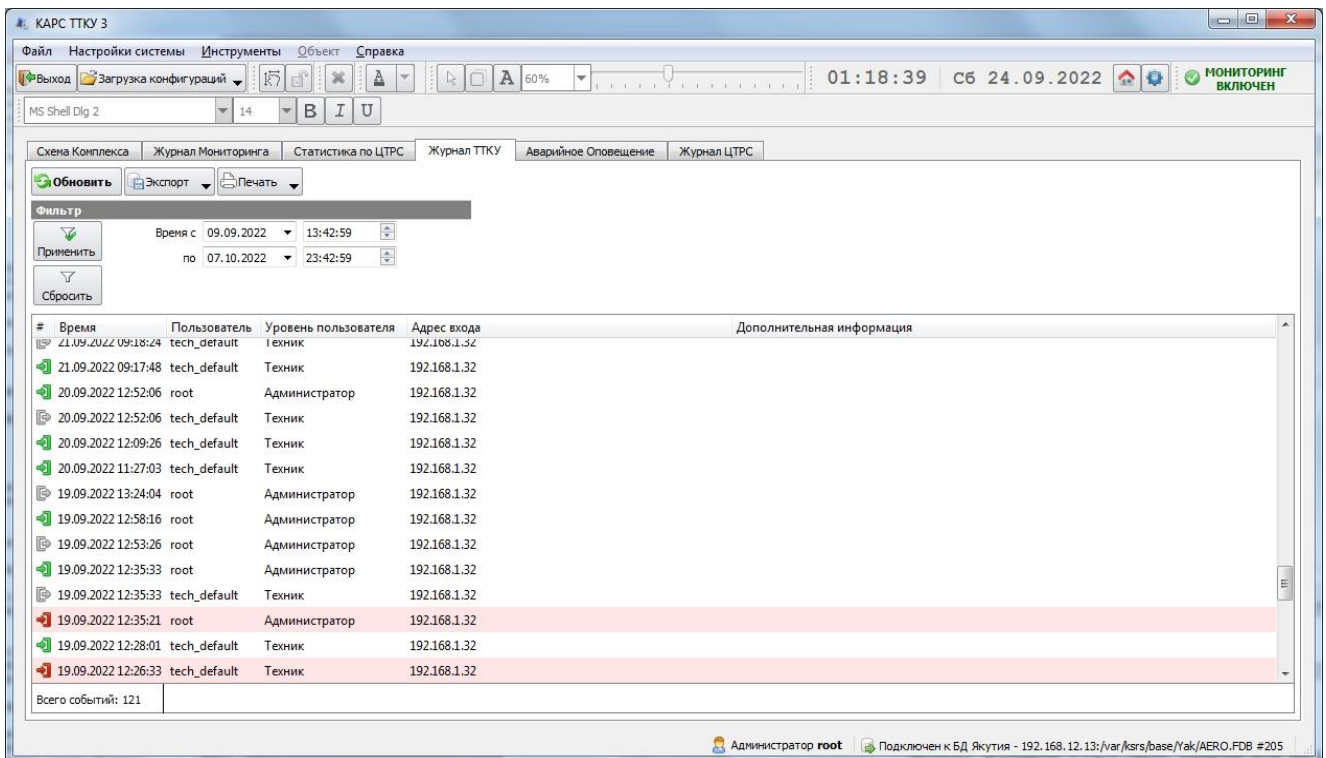 КАРС ТТКУ 3
Файл Настройки системы Инструменты Объект Справка
Выход Загрузка конфигураций A A 60% 01:18:39 Сб 24.09.2022 МОНИТОРИНГ ВКЛЮЧЕН
MS Shell Dlg 2 14 B I U
Схема Комплекса Журнал Мониторинга Статистика по ЦТРС Журнал ТТКУ Аварийное Оповещение Журнал ЦТРС
Обновить Экспорт Печать
Фильтр
Применить Время с 09.09.2022 13:42:59
по 07.10.2022 23:42:59
Сбросить
# Время Пользователь Уровень пользователя Адрес входа Дополнительная информация
21.09.2022 09:18:24 tech_default Техник 192.168.1.32
21.09.2022 09:17:48 tech_default Техник 192.168.1.32
20.09.2022 12:52:06 root Администратор 192.168.1.32
20.09.2022 12:52:06 tech_default Техник 192.168.1.32
20.09.2022 12:09:26 tech_default Техник 192.168.1.32
20.09.2022 11:27:03 tech_default Техник 192.168.1.32
19.09.2022 13:24:04 root Администратор 192.168.1.32
19.09.2022 12:58:16 root Администратор 192.168.1.32
19.09.2022 12:53:26 root Администратор 192.168.1.32
19.09.2022 12:35:33 root Администратор 192.168.1.32
19.09.2022 12:35:33 tech_default Техник 192.168.1.32
19.09.2022 12:35:21 root Администратор 192.168.1.32
19.09.2022 12:28:01 tech_default Техник 192.168.1.32
19.09.2022 12:26:33 tech_default Техник 192.168.1.32
Всего событий: 121
Администратор root Подключен к БД Якутия - 192.168.12.13:/var/ksrs/base/Yak/AERO.FDB #205